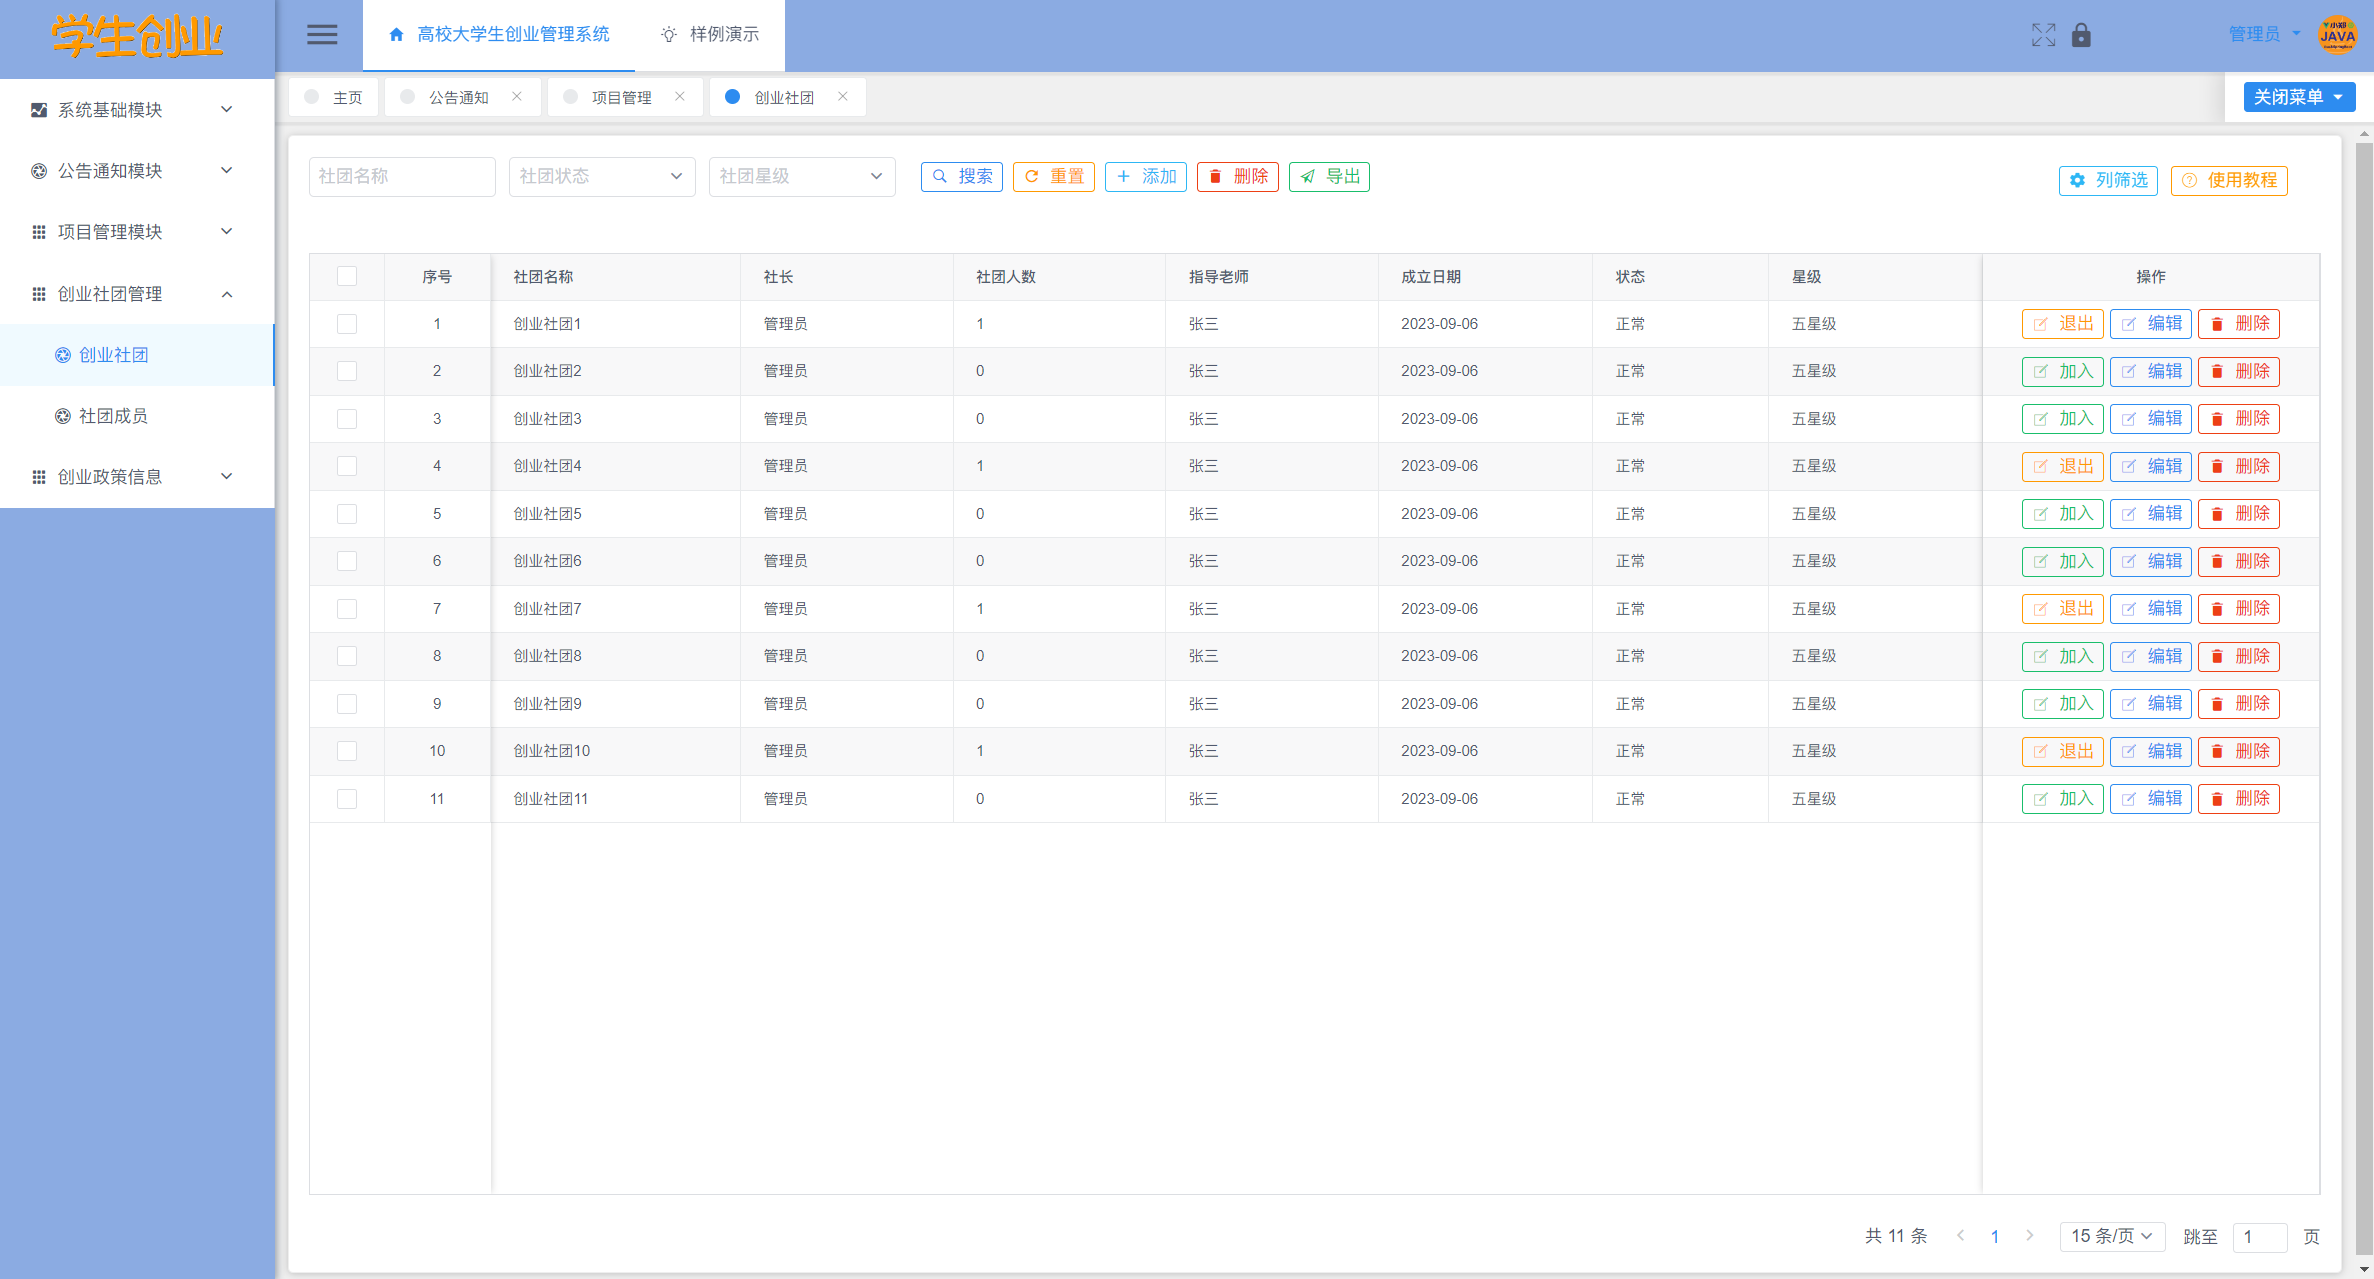 学生创业
高校大学生创业管理系统 样例演示 管理员 小郑 JAVA
主页 公告通知 项目管理 创业社团 关闭菜单
系统基础模块
公告通知模块
项目管理模块
创业社团管理
创业社团
社团成员
创业政策信息
社团名称 社团状态 社团星级 搜索 重置 添加 删除 导出 列筛选 使用教程
序号 社团名称 社长 社团人数 指导老师 成立日期 状态 星级 操作
1 创业社团1 管理员 1 张三 2023-09-06 正常 五星级 退出 编辑 删除
2 创业社团2 管理员 0 张三 2023-09-06 正常 五星级 加入 编辑 删除
3 创业社团3 管理员 0 张三 2023-09-06 正常 五星级 加入 编辑 删除
4 创业社团4 管理员 1 张三 2023-09-06 正常 五星级 退出 编辑 删除
5 创业社团5 管理员 0 张三 2023-09-06 正常 五星级 加入 编辑 删除
6 创业社团6 管理员 0 张三 2023-09-06 正常 五星级 加入 编辑 删除
7 创业社团7 管理员 1 张三 2023-09-06 正常 五星级 退出 编辑 删除
8 创业社团8 管理员 0 张三 2023-09-06 正常 五星级 加入 编辑 删除
9 创业社团9 管理员 0 张三 2023-09-06 正常 五星级 加入 编辑 删除
10 创业社团10 管理员 1 张三 2023-09-06 正常 五星级 退出 编辑 删除
11 创业社团11 管理员 0 张三 2023-09-06 正常 五星级 加入 编辑 删除
共 11 条 1 15 条/页 跳至 1 页